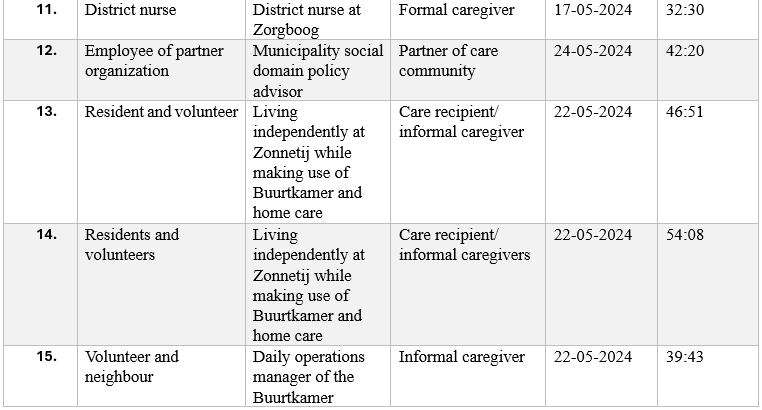 11. District nurse District nurse at Formal caregiver 17-05-2024 32:30
Zorgboog
12. Employee of partner Municipality social Partner of care 24-05-2024 42:20
organization domain policy community
advisor
13. Resident and volunteer Living Care recipient/ 22-05-2024 46:51
independently at informal caregiver
Zonnetij while
making use of
Buurtkamer and
home care
14. Residents and Living Care recipient/ 22-05-2024 54:08
volunteers independently at informal caregivers
Zonnetij while
making use of
Buurtkamer and
home care
15. Volunteer and Daily operations Informal caregiver 22-05-2024 39:43
neighbour manager of the
Buurtkamer